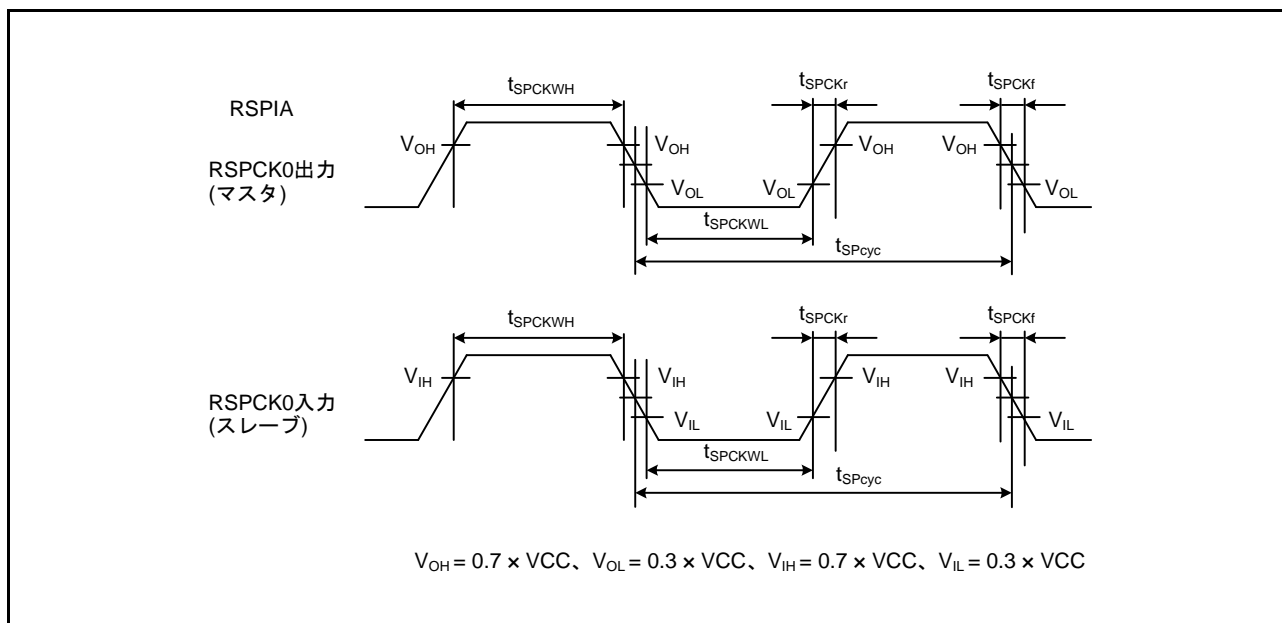 RSPIA
RSPCK0出力
(マスタ)
tSPCKWH
tSPCKr
tSPCKf
VOH
VOH
VOL
VOL
VOH
VOH
VOL
tSPCKWL
tSPcyc
RSPCK0入力
(スレーブ)
tSPCKWH
tSPCKr
tSPCKf
VIH
VIH
VIL
VIL
VIH
VIH
VIL
tSPCKWL
tSPcyc
VOH = 0.7 × VCC、VOL = 0.3 × VCC、VIH = 0.7 × VCC、VIL = 0.3 × VCC